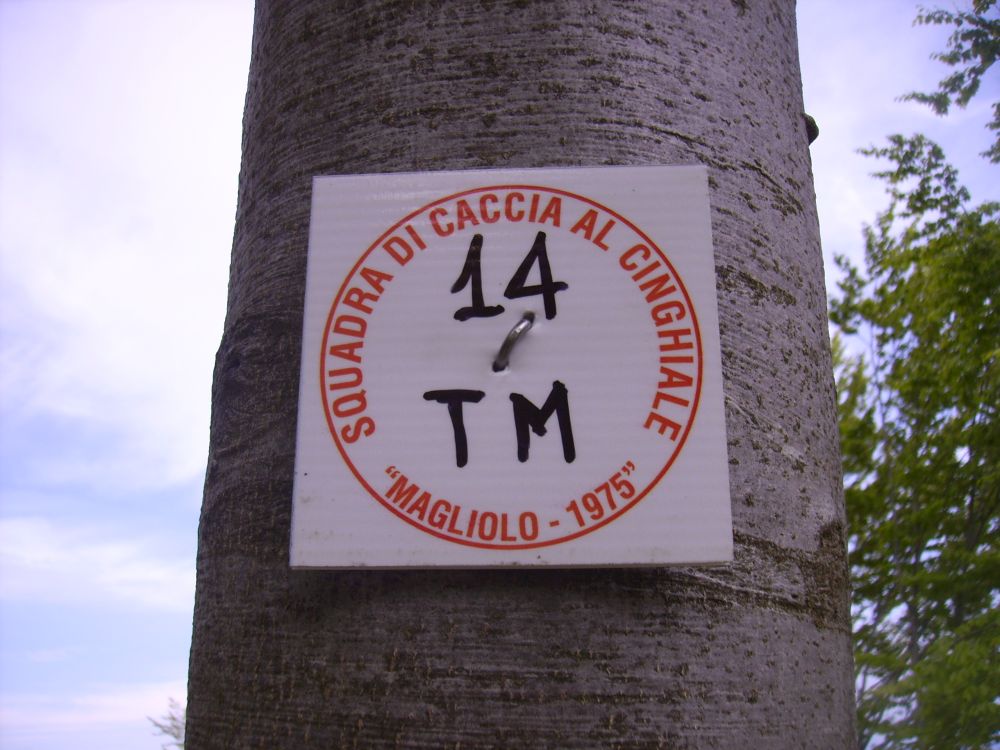 SQUADRA DI CACCIA AL CINGHIALE
14
TM
"MAGLIOLO - 1975"